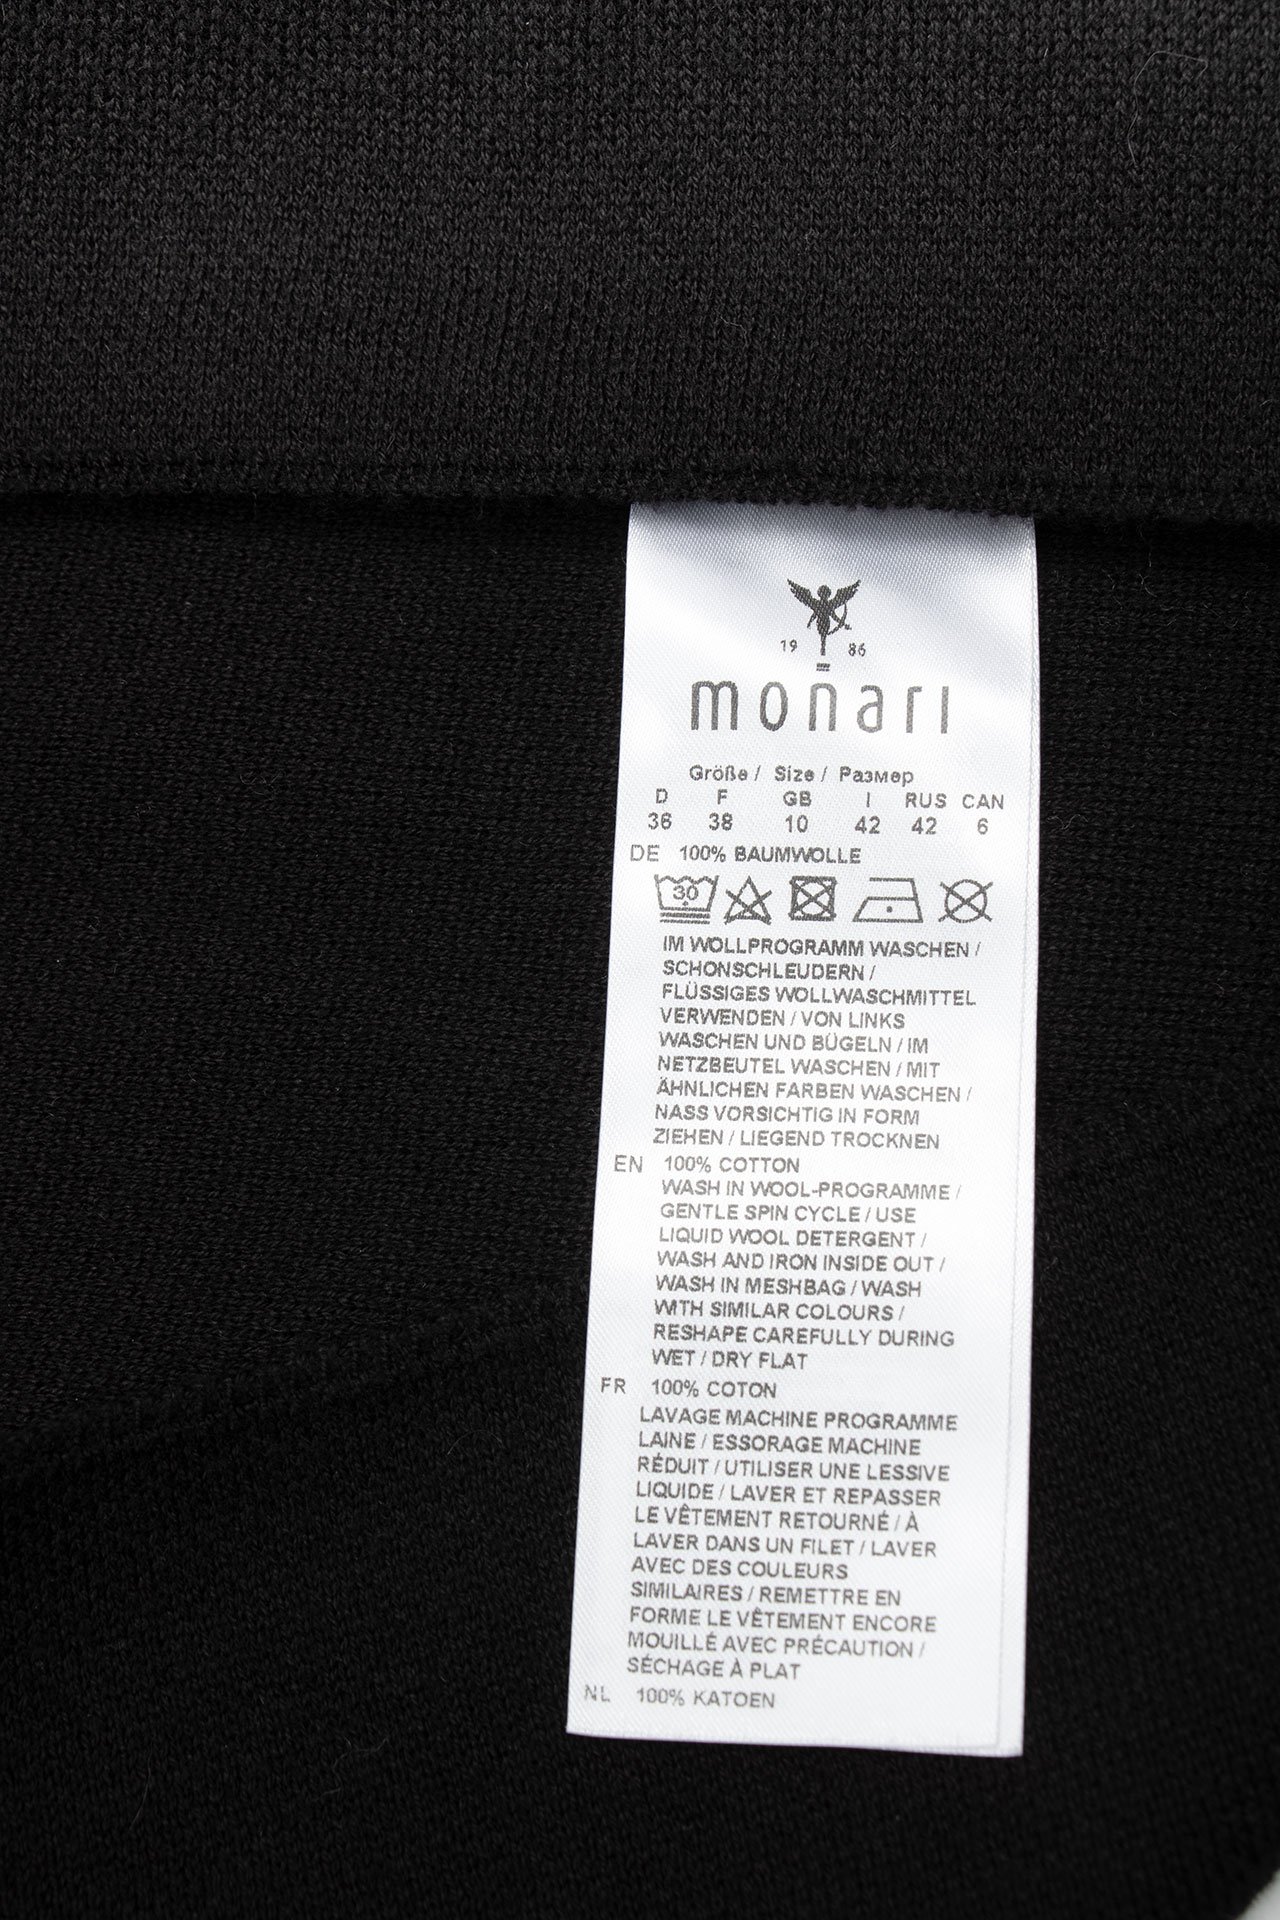 19 86
monari
Größe / Size / Размер
D F GB I RUS CAN
36 38 10 42 42 6
DE 100% BAUMWOLLE
30
IM WOLLPROGRAMM WASCHEN /
SCHONSCHLEUDERN /
FLÜSSIGES WOLLWASCHMITTEL
VERWENDEN / VON LINKS
WASCHEN UND BÜGELN / IM
NETZBEUTEL WASCHEN / MIT
ÄHNLICHEN FARBEN WASCHEN /
NASS VORSICHTIG IN FORM
ZIEHEN / LIEGEND TROCKNEN
EN 100% COTTON
WASH IN WOOL-PROGRAMME /
GENTLE SPIN CYCLE / USE
LIQUID WOOL DETERGENT /
WASH AND IRON INSIDE OUT /
WASH IN MESHBAG / WASH
WITH SIMILAR COLOURS /
RESHAPE CAREFULLY DURING
WET / DRY FLAT
FR 100% COTON
LAVAGE MACHINE PROGRAMME
LAINE / ESSORAGE MACHINE
RÉDUIT / UTILISER UNE LESSIVE
LIQUIDE / LAVER ET REPASSER
LE VÊTEMENT RETOURNÉ / À
LAVER DANS UN FILET / LAVER
AVEC DES COULEURS
SIMILAIRES / REMETTRE EN
FORME LE VÊTEMENT ENCORE
MOUILLÉ AVEC PRÉCAUTION /
SÉCHAGE À PLAT
NL 100% KATOEN